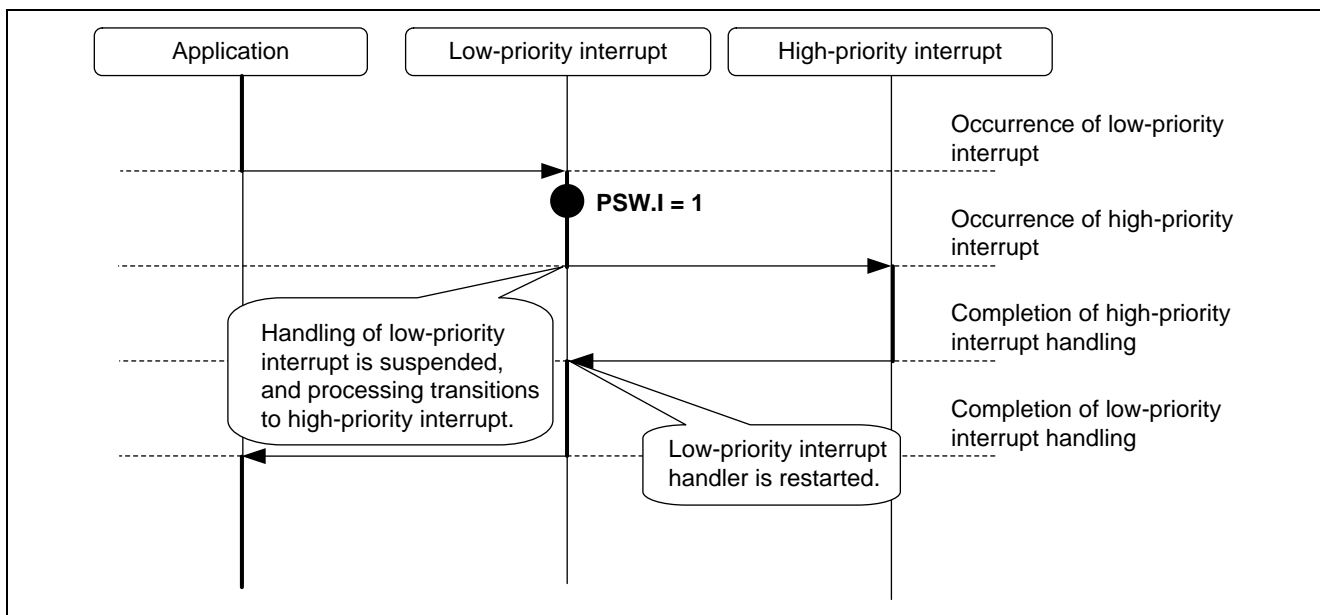 Application
Low-priority interrupt
High-priority interrupt
Occurrence of low-priority
interrupt
PSW.I = 1
Occurrence of high-priority
interrupt
Handling of low-priority
interrupt is suspended,
and processing transitions
to high-priority interrupt.
Completion of high-priority
interrupt handling
Completion of low-priority
interrupt handling
Low-priority interrupt
handler is restarted.